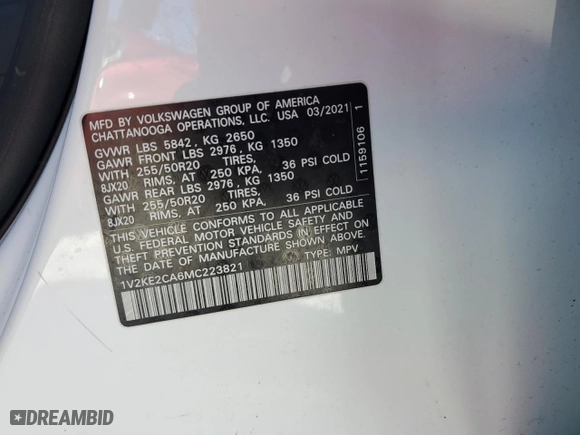 MFD BY VOLKSWAGEN GROUP OF AMERICA
CHATTANOOGA OPERATIONS, LLC. USA 03/2021
GVWR LBS 5842, KG 2650
GAWR FRONT LBS 2976, KG 1350
WITH 255/50R20 TIRES,
8JX20 RIMS, AT 250 KPA, 36 PSI COLD
GAWR REAR LBS 2976, KG 1350
WITH 255/50R20 TIRES,
8JX20 RIMS, AT 250 KPA, 36 PSI COLD
THIS VEHICLE CONFORMS TO ALL APPLICABLE
U.S. FEDERAL MOTOR VEHICLE SAFETY AND
THEFT PREVENTION STANDARDS IN EFFECT
ON THE DATE OF MANUFACTURE SHOWN ABOVE.
1V2KE2CA6MC223821 TYPE: MPV
1159106 1
DREAMBID